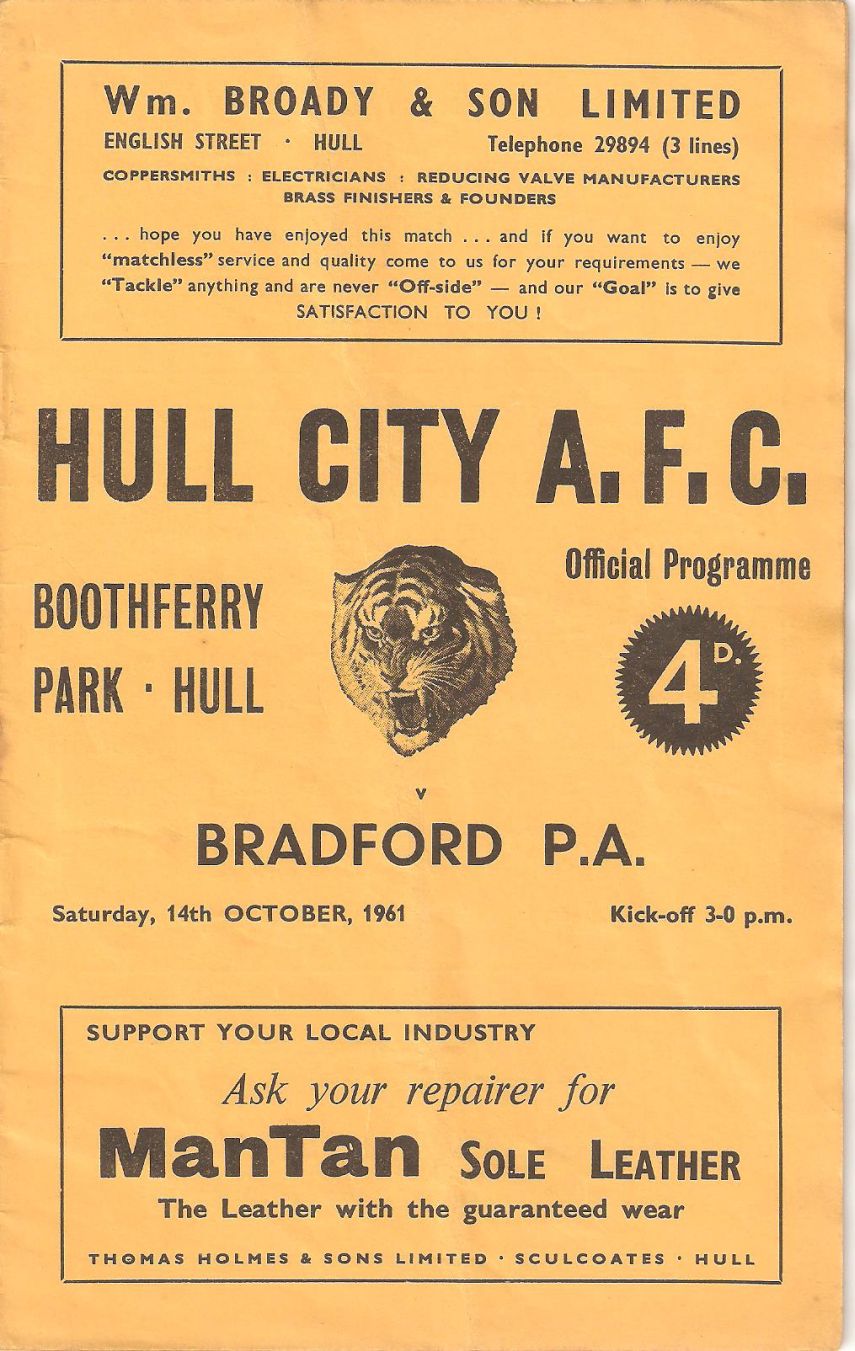 Wm. BROADY & SON LIMITED
ENGLISH STREET · HULL Telephone 29894 (3 lines)
COPPERSMITHS : ELECTRICIANS : REDUCING VALVE MANUFACTURERS
BRASS FINISHERS & FOUNDERS
... hope you have enjoyed this match ... and if you want to enjoy
"matchless" service and quality come to us for your requirements — we
"Tackle" anything and are never "Off-side" — and our "Goal" is to give
SATISFACTION TO YOU !
HULL CITY A.F.C.
BOOTHFERRY
PARK · HULL
Official Programme
4D.
v
BRADFORD P.A.
Saturday, 14th OCTOBER, 1961 Kick-off 3-0 p.m.
SUPPORT YOUR LOCAL INDUSTRY
Ask your repairer for
ManTan SOLE LEATHER
The Leather with the guaranteed wear
THOMAS HOLMES & SONS LIMITED · SCULCOATES · HULL